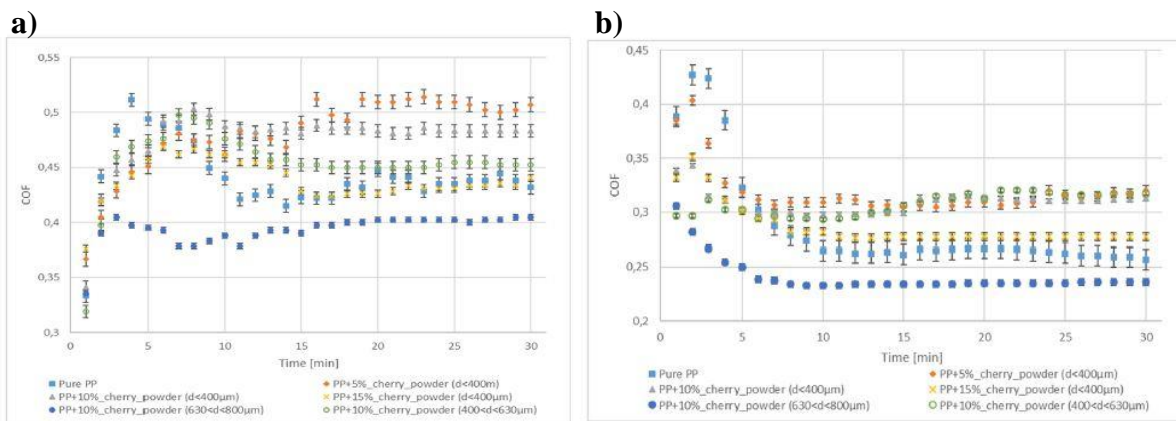 a)
0,55
0,5
0,45
0,4
0,35
0,3
COF
0 5 10 15 20 25 30
Time [min]
Pure PP PP+5%_cherry_powder (d<400m)
PP+10%_cherry_powder (d<400µm) PP+15%_cherry_powder (d<400µm)
PP+10%_cherry_powder (630<d<800µm) PP+10%_cherry_powder (400<d<630µm)
b)
0,45
0,4
0,35
0,3
0,25
0,2
COF
0 5 10 15 20 25 30
Time [min]
Pure PP PP+5%_cherry_powder (d<400µm)
PP+10%_cherry_powder (d<400µm) PP+15%_cherry_powder (d<400µm)
PP+10%_cherry_powder (630<d<800µm) PP+10%_cherry_powder (400<d<630µm)